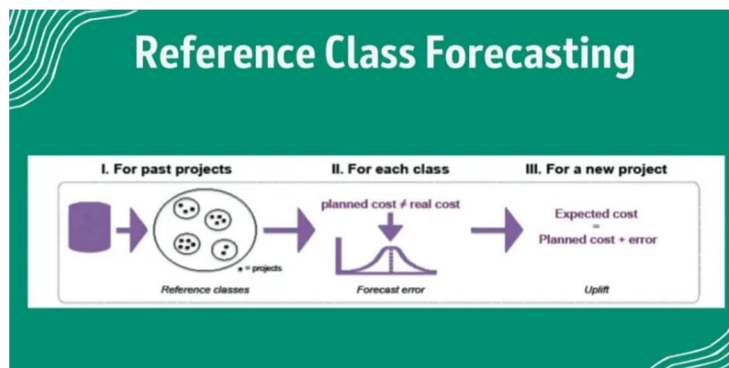 Reference Class Forecasting
I. For past projects
II. For each class
III. For a new project
planned cost ≠ real cost
Expected cost
=
Planned cost + error
● = projects
Reference classes
Forecast error
Uplift